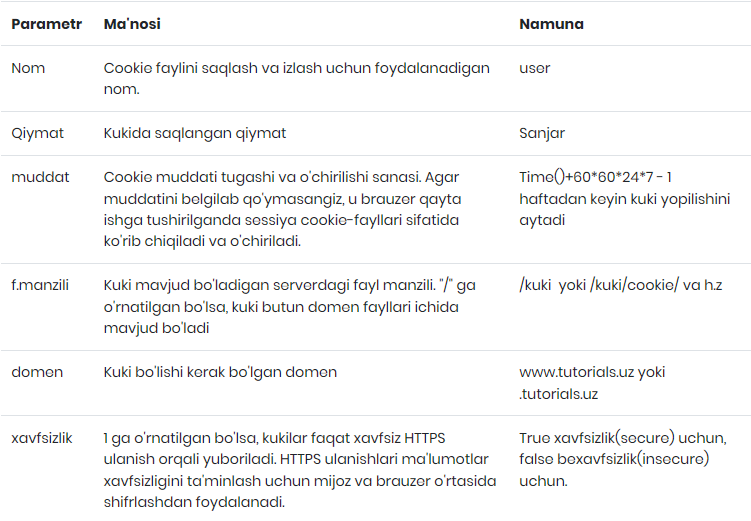 Parametr Ma'nosi Namuna
Nom Cookie faylini saqlash va izlash uchun foydalanadigan user
nom.
Qiymat Kukida saqlangan qiymat Sanjar
muddat Cookie muddati tugashi va o'chirilishi sanasi. Agar Time()+60*60*24*7 - 1
muddatini belgilab qo'ymasangiz, u brauzer qayta haftadan keyin kuki yopilishini
ishga tushirilganda sessiya cookie-fayllari sifatida aytadi
ko'rib chiqiladi va o'chiriladi.
f.manzili Kuki mavjud bo'ladigan serverdagi fayl manzili. "/" ga /kuki yoki /kuki/cookie/ va h.z
o'rnatilgan bo'lsa, kuki butun domen fayllari ichida
mavjud bo'ladi
domen Kuki bo'lishi kerak bo'lgan domen www.tutorials.uz yoki
.tutorials.uz
xavfsizlik 1 ga o'rnatilgan bo'lsa, kukilar faqat xavfsiz HTTPS True xavfsizlik(secure) uchun,
ulanish orqali yuboriladi. HTTPS ulanishlari ma'lumotlar false bexavfsizlik(insecure)
xavfsizligini ta'minlash uchun mijoz va brauzer o'rtasida uchun.
shifrlashdan foydalanadi.